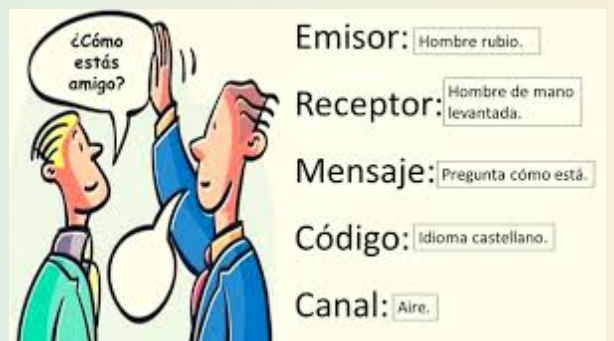 ¿Cómo
estás
amigo?
Emisor: Hombre rubio.
Receptor: Hombre de mano
levantada.
Mensaje: Pregunta cómo está.
Código: Idioma castellano.
Canal: Aire.